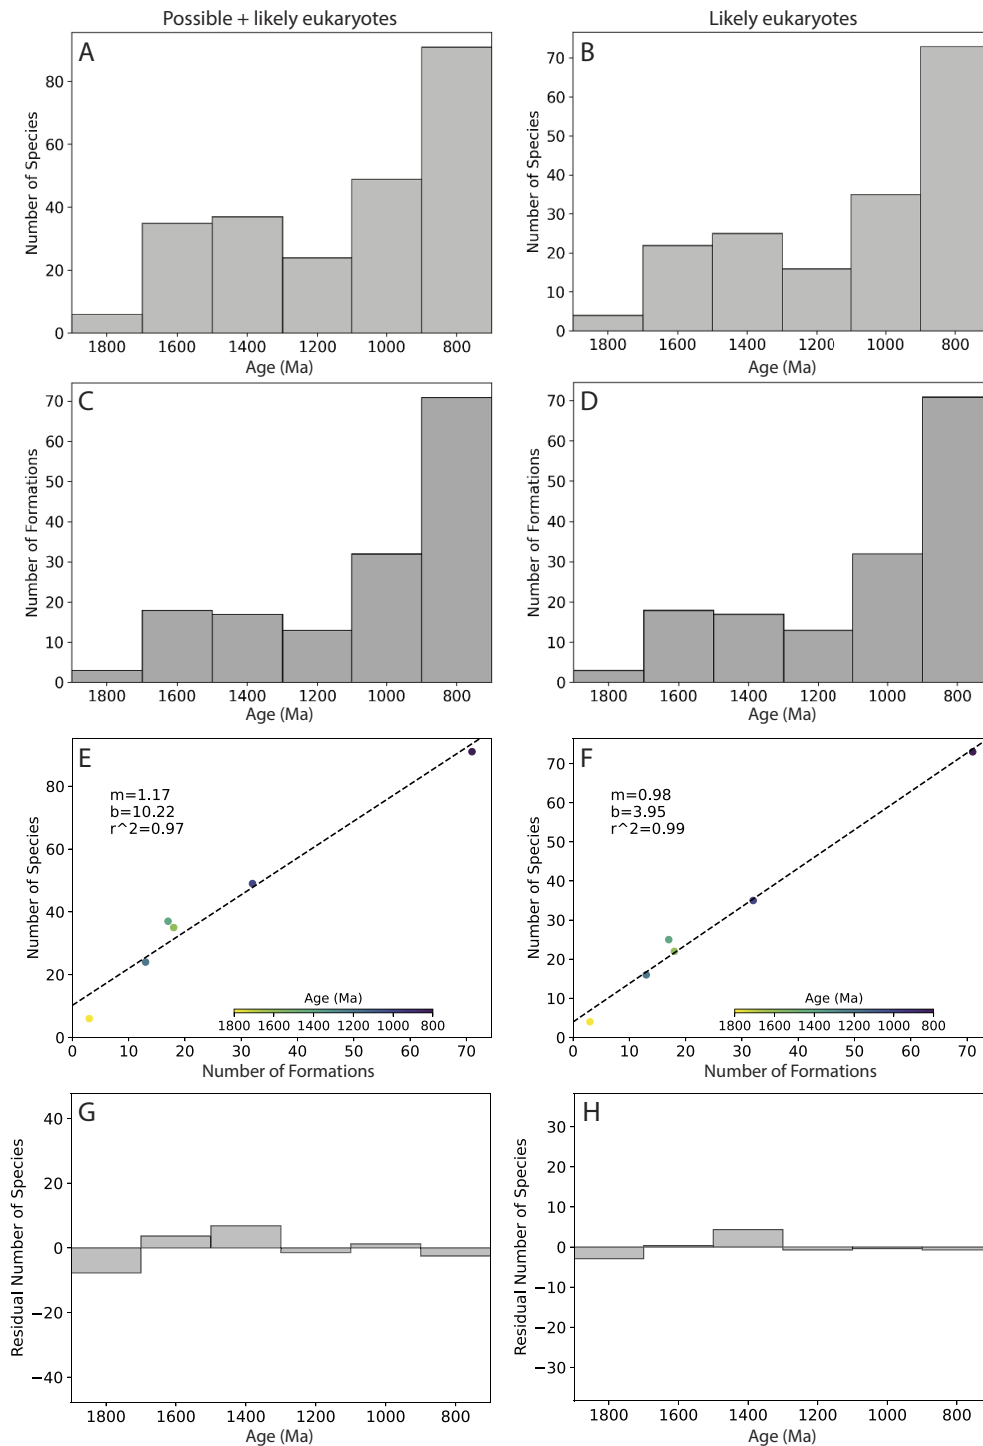 Possible + likely eukaryotes
Likely eukaryotes
A
Number of Species
80
60
40
20
0
1800 1600 1400 1200 1000 800
Age (Ma)
B
Number of Species
70
60
50
40
30
20
10
0
1800 1600 1400 1200 1000 800
Age (Ma)
C
Number of Formations
70
60
50
40
30
20
10
0
1800 1600 1400 1200 1000 800
Age (Ma)
D
Number of Formations
70
60
50
40
30
20
10
0
1800 1600 1400 1200 1000 800
Age (Ma)
E
m=1.17
b=10.22
r^2=0.97
Number of Species
80
60
40
20
0
Age (Ma)
1800 1600 1400 1200 1000 800
0 10 20 30 40 50 60 70
Number of Formations
F
m=0.98
b=3.95
r^2=0.99
Number of Species
70
60
50
40
30
20
10
0
Age (Ma)
1800 1600 1400 1200 1000 800
0 10 20 30 40 50 60 70
Number of Formations
G
Residual Number of Species
40
20
0
−20
−40
1800 1600 1400 1200 1000 800
Age (Ma)
H
Residual Number of Species
30
20
10
0
−10
−20
−30
1800 1600 1400 1200 1000 800
Age (Ma)